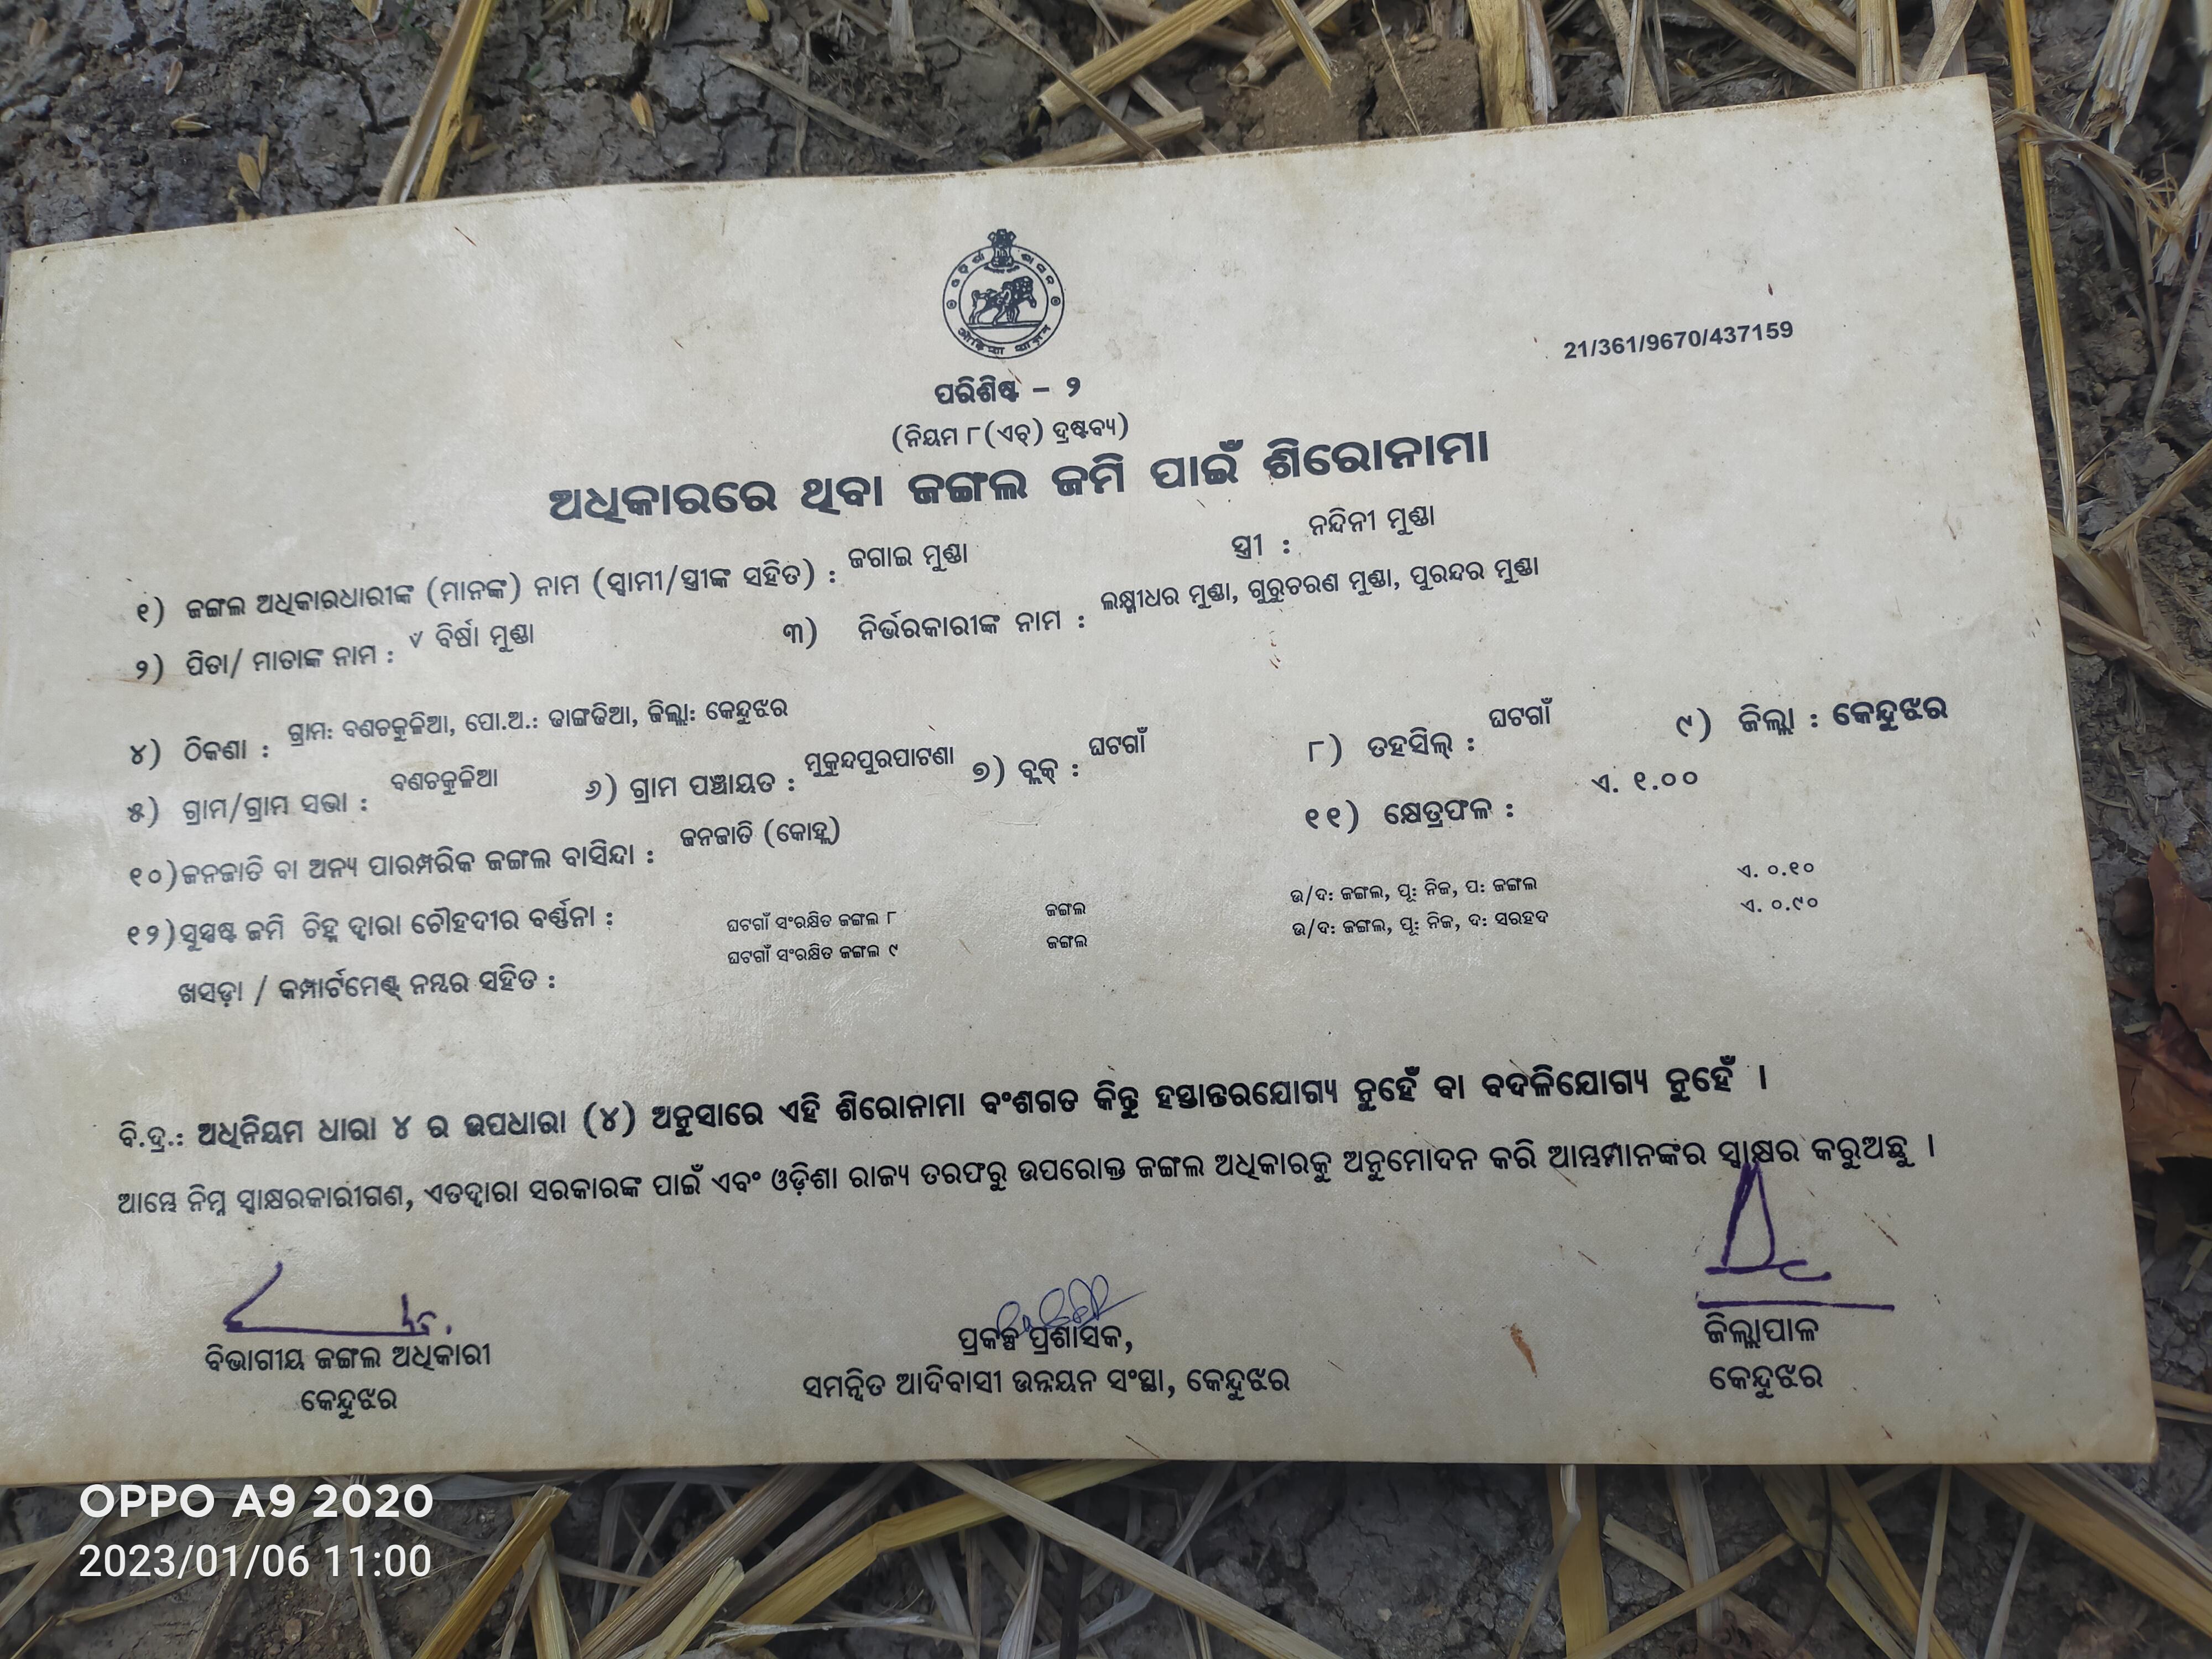 21/361/9670/437159
ପରିଶିଷ୍ଟ – ୨
(ନିୟମ ୮(ଏଚ୍) ଦ୍ରଷ୍ଟବ୍ୟ)
ଅଧିକାରରେ ଥିବା ଜଙ୍ଗଲ ଜମି ପାଇଁ ଶିରୋନାମା
୧) ଜଙ୍ଗଲ ଅଧିକାରଧାରୀଙ୍କ (ମାନଙ୍କ) ନାମ (ସ୍ୱାମୀ/ସ୍ତ୍ରୀଙ୍କ ସହିତ) : ଜଗାଇ ମୁଣ୍ଡା ସ୍ତ୍ରୀ : ନନ୍ଦିନୀ ମୁଣ୍ଡା
୨) ପିତା/ ମାତାଙ୍କ ନାମ : ବିର୍ଷା ମୁଣ୍ଡା ୩) ନିର୍ଭରକାରୀଙ୍କ ନାମ : ଲକ୍ଷ୍ମୀଧର ମୁଣ୍ଡା, ଗୁରୁଚରଣ ମୁଣ୍ଡା, ପୁରନ୍ଦର ମୁଣ୍ଡା
୪) ଠିକଣା : ଗ୍ରାମ: ବଣଚକୁଳିଆ, ପୋ.ଅ.: ଢାଙ୍ଗଢିଆ, ଜିଲ୍ଲା: କେନ୍ଦୁଝର
୫) ଗ୍ରାମ/ଗ୍ରାମ ସଭା : ବଣଚକୁଳିଆ ୬) ଗ୍ରାମ ପଞ୍ଚାୟତ : ମୁକୁନ୍ଦପୁରପାଟଣା ୭) ବ୍ଲକ୍ : ଘଟଗାଁ ୮) ତହସିଲ୍ : ଘଟଗାଁ ୯) ଜିଲ୍ଲା : କେନ୍ଦୁଝର
୧୦)ଜନଜାତି ବା ଅନ୍ୟ ପାରମ୍ପରିକ ଜଙ୍ଗଲ ବାସିନ୍ଦା : ଜନଜାତି (କୋହ୍ଲ) ୧୧) କ୍ଷେତ୍ରଫଳ : ଏ. ୧.୦୦
୧୨)ସୁସ୍ପଷ୍ଟ ଜମି ଚିହ୍ନ ଦ୍ୱାରା ଚୌହଦୀର ବର୍ଣ୍ଣନା : ଘଟଗାଁ ସଂରକ୍ଷିତ ଜଙ୍ଗଲ ୮ ଜଙ୍ଗଲ ଉ/ଦ: ଜଙ୍ଗଲ, ପୂ: ନିଜ, ପ: ଜଙ୍ଗଲ ଏ. ୦.୧୦
ଘଟଗାଁ ସଂରକ୍ଷିତ ଜଙ୍ଗଲ ୯ ଜଙ୍ଗଲ ଉ/ଦ: ଜଙ୍ଗଲ, ପୂ: ନିଜ, ଦ: ସରହଦ ଏ. ୦.୯୦
ଖସଡ଼ା / କମ୍ପାର୍ଟମେଣ୍ଟ୍ ନମ୍ବର ସହିତ :
ବି.ଦ୍ର.: ଅଧିନିୟମ ଧାରା ୪ ର ଉପଧାରା (୪) ଅନୁସାରେ ଏହି ଶିରୋନାମା ବଂଶଗତ କିନ୍ତୁ ହସ୍ତାନ୍ତରଯୋଗ୍ୟ ନୁହେଁ ବା ବଦଳିଯୋଗ୍ୟ ନୁହେଁ ।
ଆମ୍ଭେ ନିମ୍ନ ସ୍ୱାକ୍ଷରକାରୀଗଣ, ଏତଦ୍ୱାରା ସରକାରଙ୍କ ପାଇଁ ଏବଂ ଓଡ଼ିଶା ରାଜ୍ୟ ତରଫରୁ ଉପରୋକ୍ତ ଜଙ୍ଗଲ ଅଧିକାରକୁ ଅନୁମୋଦନ କରି ଆମ୍ଭମାନଙ୍କର ସ୍ୱାକ୍ଷର କରୁଅଛୁ ।
ବିଭାଗୀୟ ଜଙ୍ଗଲ ଅଧିକାରୀ
କେନ୍ଦୁଝର
ପ୍ରକଳ୍ପ ପ୍ରଶାସକ,
ସମନ୍ୱିତ ଆଦିବାସୀ ଉନ୍ନୟନ ସଂସ୍ଥା, କେନ୍ଦୁଝର
ଜିଲ୍ଲାପାଳ
କେନ୍ଦୁଝର
OPPO A9 2020
2023/01/06 11:00